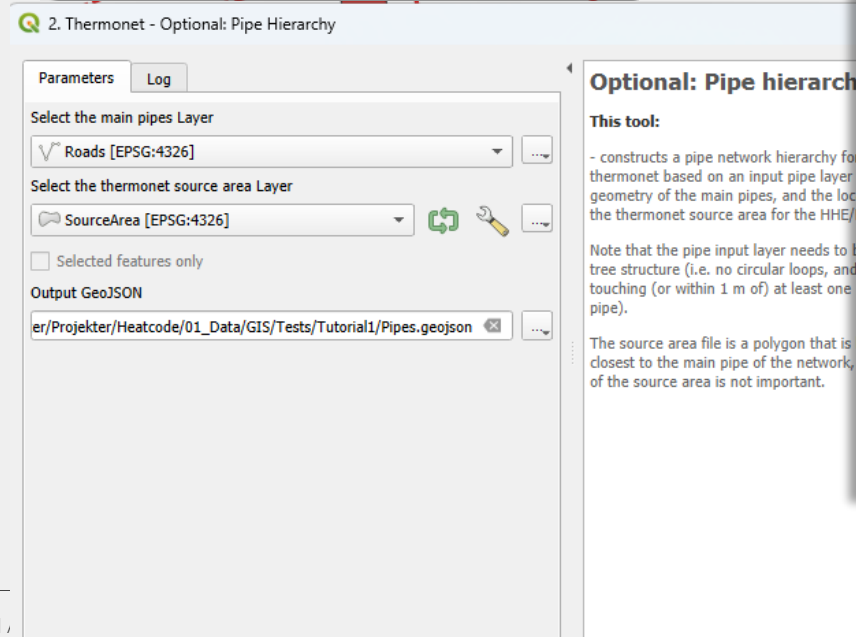 2. Thermonet - Optional: Pipe Hierarchy
Parameters
Log
Select the main pipes Layer
Roads [EPSG:4326]
...
Select the thermonet source area Layer
SourceArea [EPSG:4326]
...
Selected features only
Output GeoJSON
er/Projekter/Heatcode/01_Data/GIS/Tests/Tutorial1/Pipes.geojson
...
Optional: Pipe hierarch
This tool:
- constructs a pipe network hierarchy for
thermonet based on an input pipe layer
geometry of the main pipes, and the loc
the thermonet source area for the HHE/
Note that the pipe input layer needs to b
tree structure (i.e. no circular loops, and
touching (or within 1 m of) at least one
pipe).
The source area file is a polygon that is
closest to the main pipe of the network,
of the source area is not important.